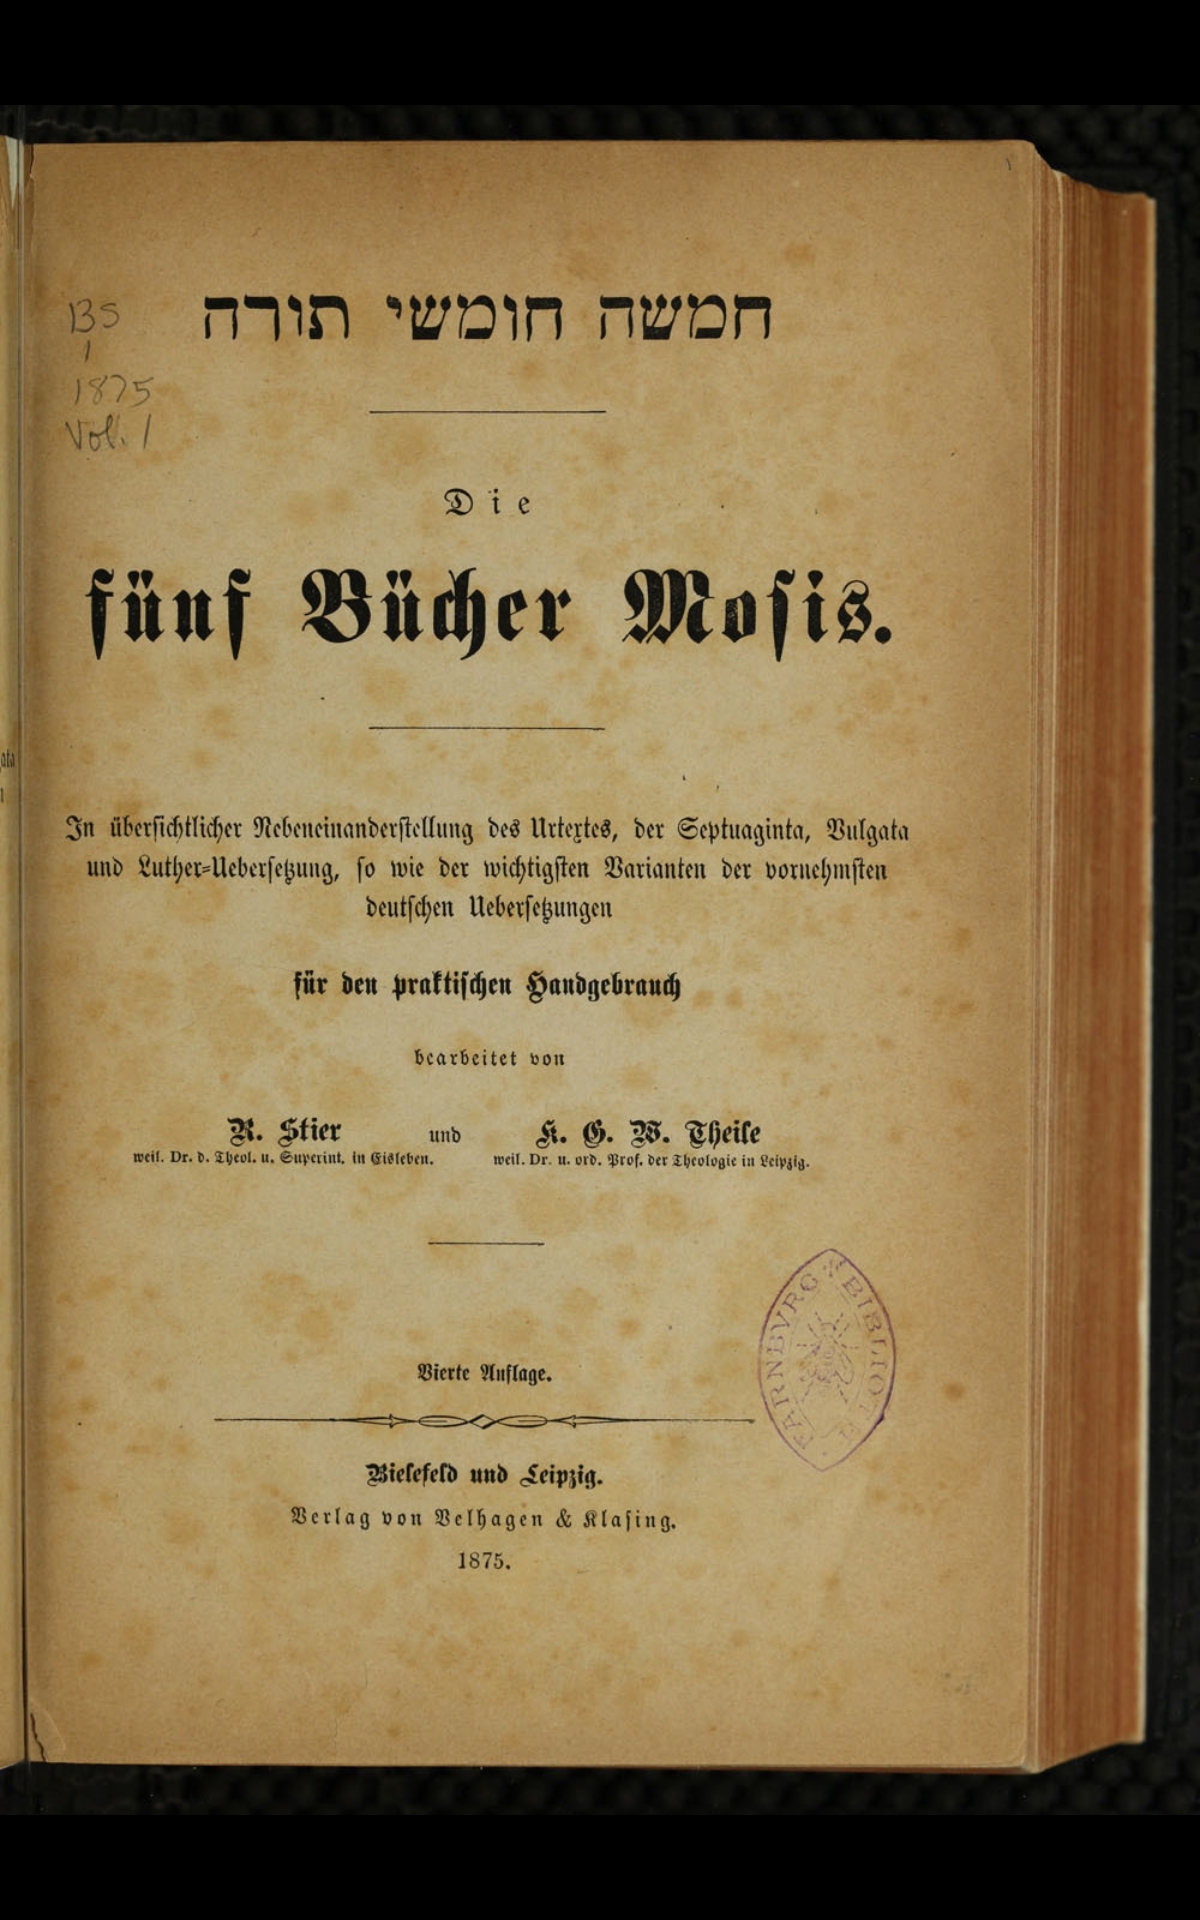 חמשה חומשי תורה
BS
1
1875
Vol. 1
Die
fünf Bücher Mosis.
In übersichtlicher Nebeneinanderstellung des Urtextes, der Septuaginta, Vulgata
und Luther=Uebersetzung, so wie der wichtigsten Varianten der vornehmsten
deutschen Uebersetzungen
für den praktischen Handgebrauch
bearbeitet von
R. Stier und K. G. W. Theile
weil. Dr. d. Theol. u. Superint. in Eisleben. weil. Dr. u. ord. Prof. der Theologie in Leipzig.
Vierte Auflage.
Bielefeld und Leipzig.
Verlag von Velhagen & Klasing.
1875.